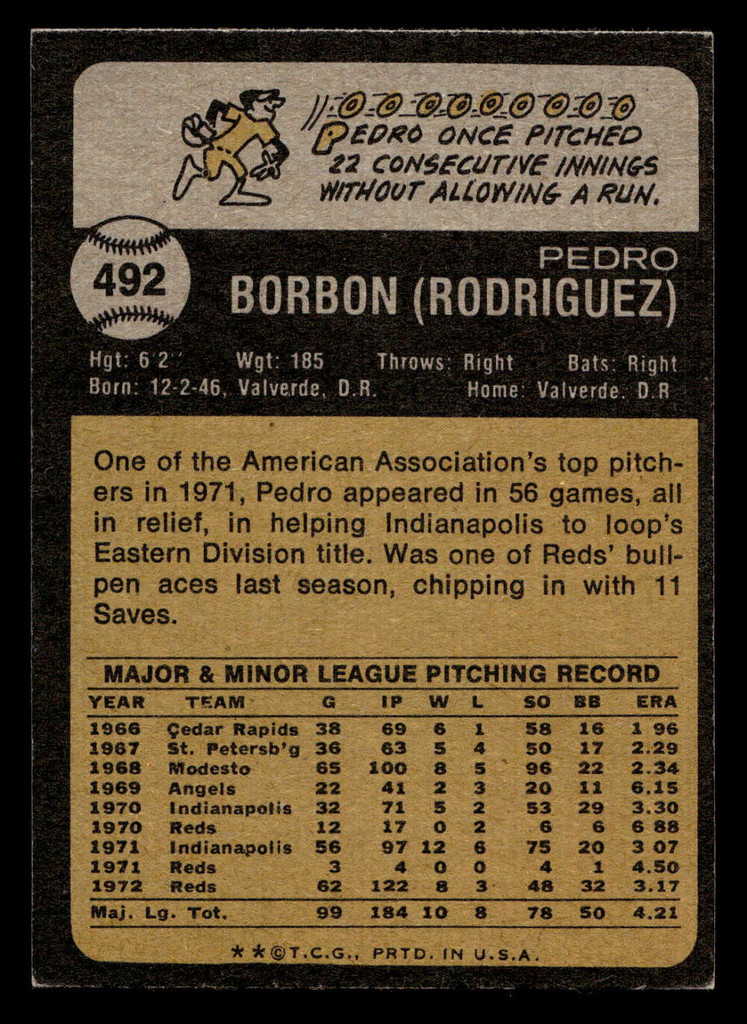 PEDRO ONCE PITCHED
22 CONSECUTIVE INNINGS
WITHOUT ALLOWING A RUN.
492
PEDRO
BORBON (RODRIGUEZ)
Hgt: 6'2" Wgt: 185 Throws: Right Bats: Right
Born: 12-2-46, Valverde, D.R. Home: Valverde. D.R
One of the American Association's top pitch-
ers in 1971, Pedro appeared in 56 games, all
in relief, in helping Indianapolis to loop's
Eastern Division title. Was one of Reds' bull-
pen aces last season, chipping in with 11
Saves.
MAJOR & MINOR LEAGUE PITCHING RECORD
YEAR TEAM G IP W L SO BB ERA
1966 Cedar Rapids 38 69 6 1 58 16 1 96
1967 St. Petersb'g 36 63 5 4 50 17 2.29
1968 Modesto 65 100 8 5 96 22 2.34
1969 Angels 22 41 2 3 20 11 6.15
1970 Indianapolis 32 71 5 2 53 29 3.30
1970 Reds 12 17 0 2 6 6 6 88
1971 Indianapolis 56 97 12 6 75 20 3 07
1971 Reds 3 4 0 0 4 1 4.50
1972 Reds 62 122 8 3 48 32 3.17
Maj. Lg. Tot. 99 184 10 8 78 50 4.21
**©T.C.G., PRTD. IN U.S.A.